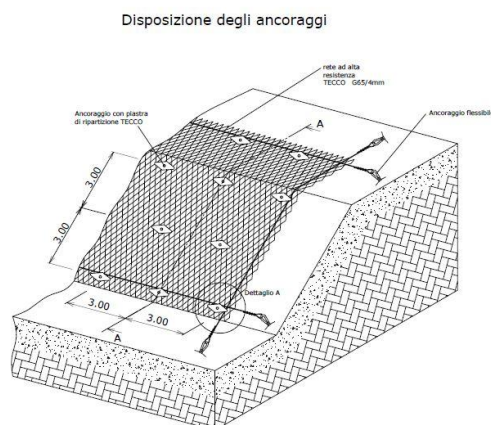 Disposizione degli ancoraggi
rete ad alta
resistenza
TECCO G65/4mm
Ancoraggio con piastra
di ripartizione TECCO
A
Ancoraggio flessibile
3.00
3.00
Dettaglio A
3.00
3.00
A